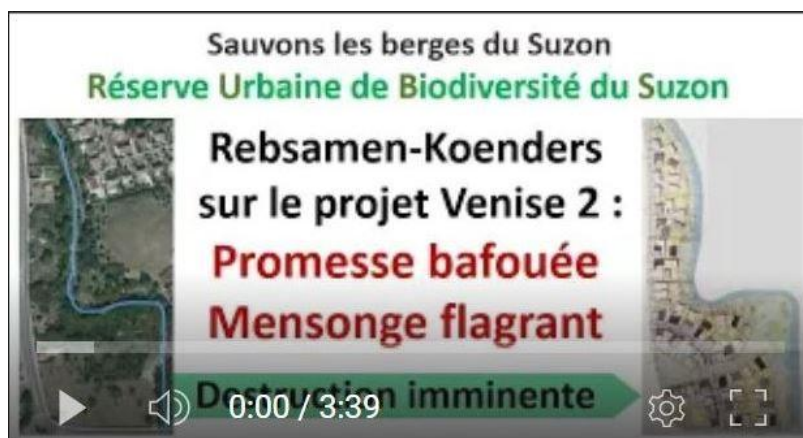 Sauvons les berges du Suzon
Réserve Urbaine de Biodiversité du Suzon
Rebsamen-Koenders
sur le projet Venise 2 :
Promesse bafouée
Mensonge flagrant
Destruction imminente
0:00 / 3:39